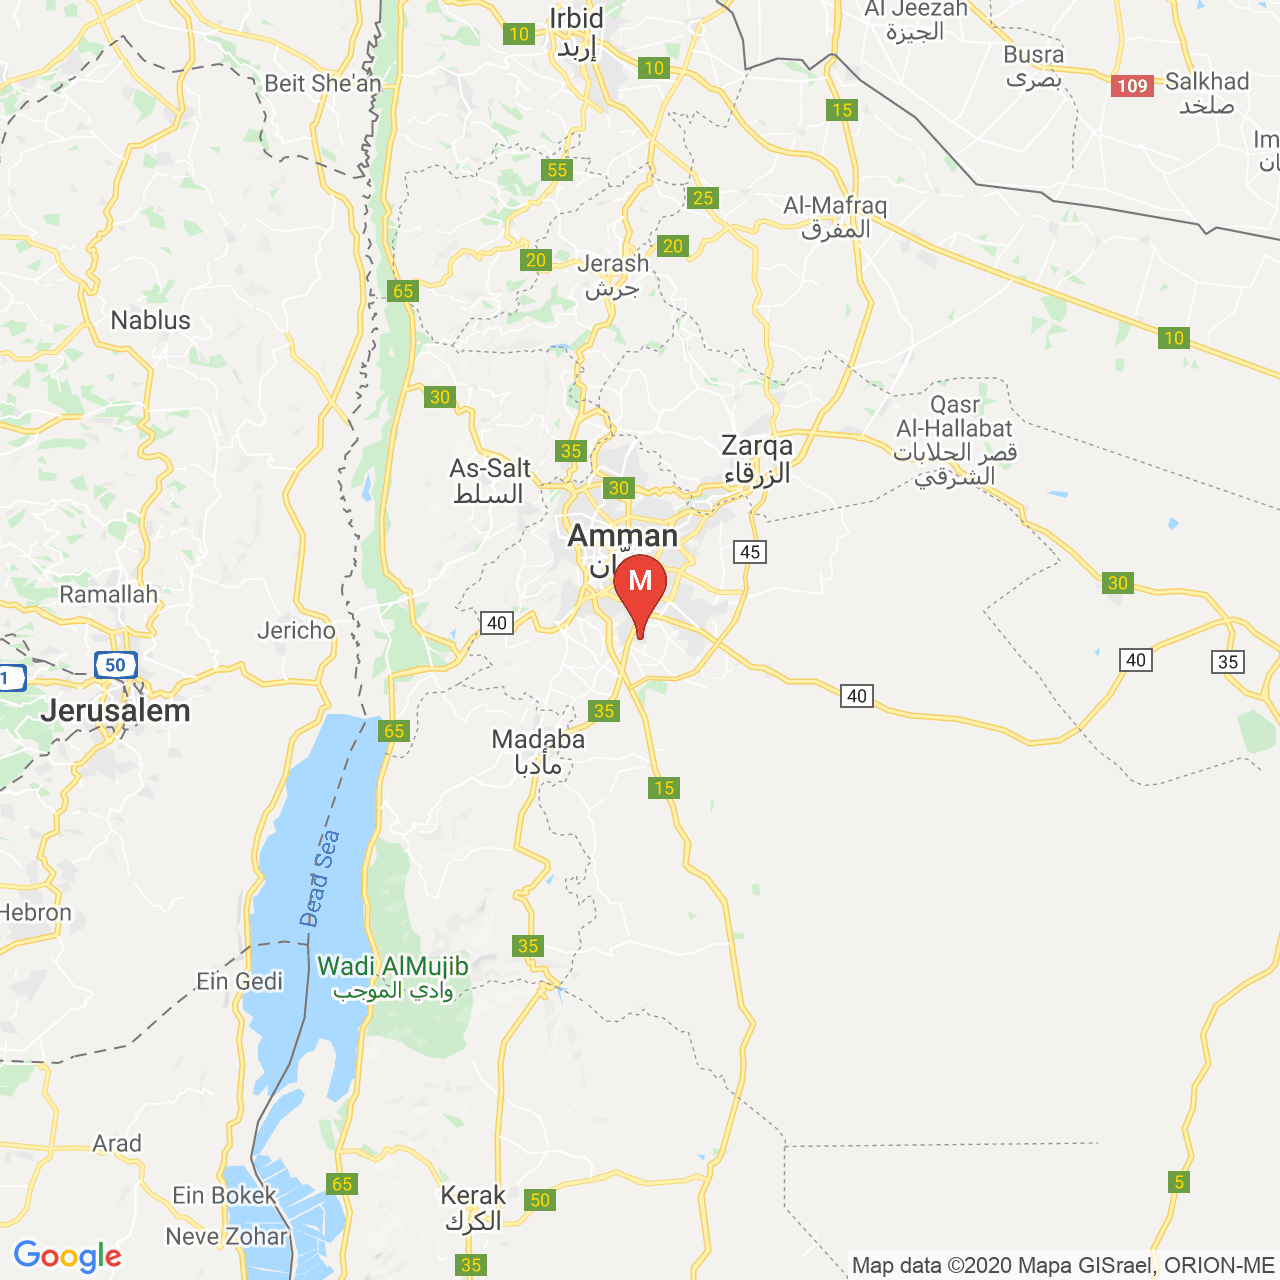 Irbid
إربد
Al Jeezah
الجيزة
10
10
Busra
بصرى
109
Salkhad
صلخد
Beit She'an
15
Im
ان
55
25
Al-Mafraq
المفرق
20
20
Jerash
جرش
65
Nablus
10
30
Qasr
Al-Hallabat
قصر الحلابات
الشرقي
35
Zarqa
الزرقاء
As-Salt
السلط
30
Amman
مّان
45
M
30
Ramallah
Jericho
40
50
1
40
35
40
Jerusalem
35
65
Madaba
مأدبا
15
Dead Sea
Hebron
35
Wadi AlMujib
وادي الموجب
Ein Gedi
Arad
65
Ein Bokek
Kerak
الكرك
50
5
Neve Zohar
35
Google
Map data ©2020 Mapa GISrael, ORION-ME